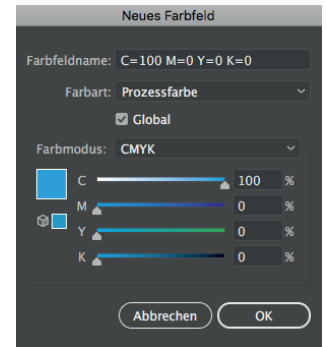 Neues Farbfeld
Farbfeldname: C=100 M=0 Y=0 K=0
Farbart: Prozessfarbe
Global
Farbmodus: CMYK
C 100 %
M 0 %
Y 0 %
K 0 %
Abbrechen OK